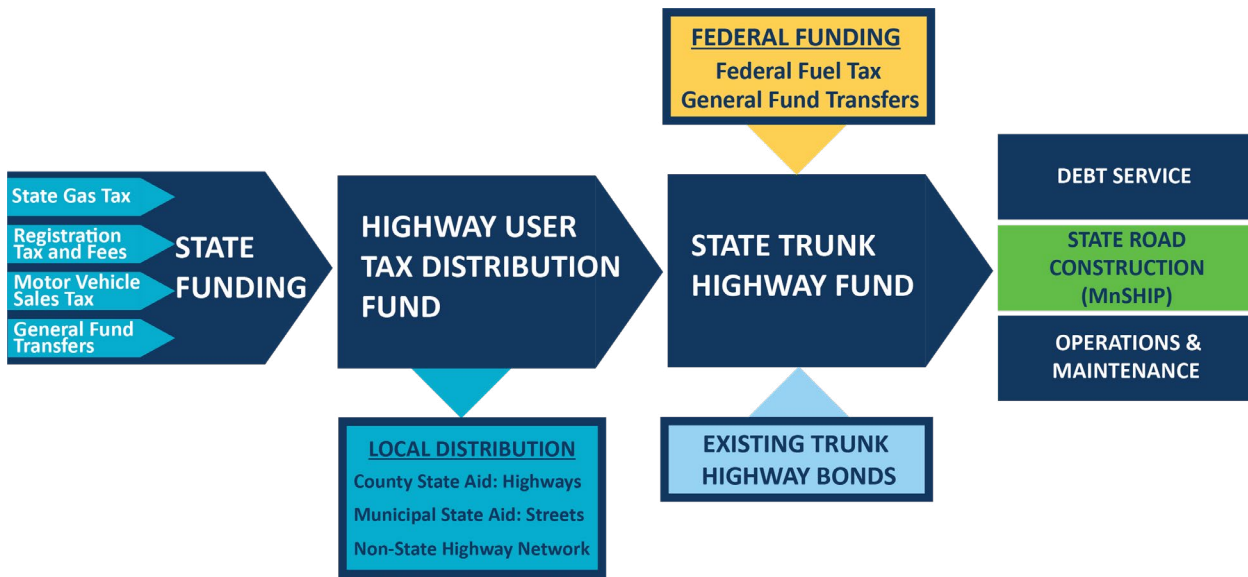 State Gas Tax
Registration
Tax and Fees
Motor Vehicle
Sales Tax
General Fund
Transfers
STATE
FUNDING
HIGHWAY USER
TAX DISTRIBUTION
FUND
LOCAL DISTRIBUTION
County State Aid: Highways
Municipal State Aid: Streets
Non-State Highway Network
FEDERAL FUNDING
Federal Fuel Tax
General Fund Transfers
STATE TRUNK
HIGHWAY FUND
EXISTING TRUNK
HIGHWAY BONDS
DEBT SERVICE
STATE ROAD
CONSTRUCTION
(MnSHIP)
OPERATIONS &
MAINTENANCE